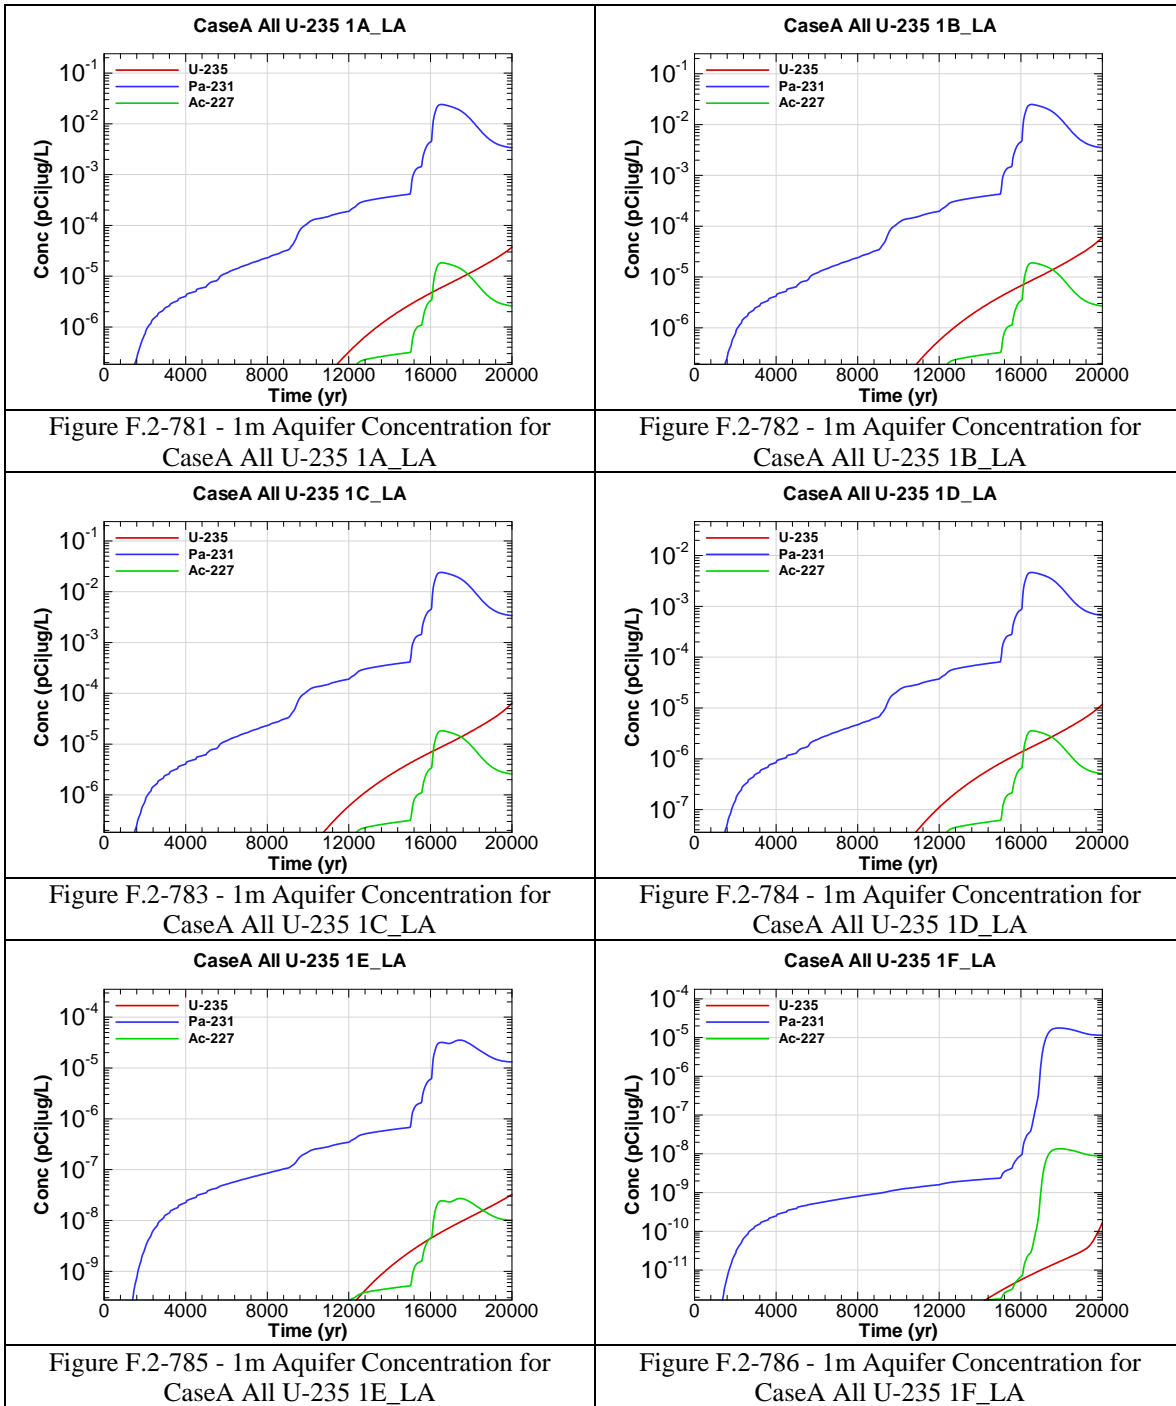 CaseA All U-235 1A_LA
U-235
Pa-231
Ac-227
Conc (pCi|ug/L)
10-1
10-2
10-3
10-4
10-5
10-6
0 4000 8000 12000 16000 20000
Time (yr)
Figure F.2-781 - 1m Aquifer Concentration for
CaseA All U-235 1A_LA
CaseA All U-235 1B_LA
U-235
Pa-231
Ac-227
Conc (pCi|ug/L)
10-1
10-2
10-3
10-4
10-5
10-6
0 4000 8000 12000 16000 20000
Time (yr)
Figure F.2-782 - 1m Aquifer Concentration for
CaseA All U-235 1B_LA
CaseA All U-235 1C_LA
U-235
Pa-231
Ac-227
Conc (pCi|ug/L)
10-1
10-2
10-3
10-4
10-5
10-6
0 4000 8000 12000 16000 20000
Time (yr)
Figure F.2-783 - 1m Aquifer Concentration for
CaseA All U-235 1C_LA
CaseA All U-235 1D_LA
U-235
Pa-231
Ac-227
Conc (pCi|ug/L)
10-2
10-3
10-4
10-5
10-6
10-7
0 4000 8000 12000 16000 20000
Time (yr)
Figure F.2-784 - 1m Aquifer Concentration for
CaseA All U-235 1D_LA
CaseA All U-235 1E_LA
U-235
Pa-231
Ac-227
Conc (pCi|ug/L)
10-4
10-5
10-6
10-7
10-8
10-9
0 4000 8000 12000 16000 20000
Time (yr)
Figure F.2-785 - 1m Aquifer Concentration for
CaseA All U-235 1E_LA
CaseA All U-235 1F_LA
U-235
Pa-231
Ac-227
Conc (pCi|ug/L)
10-4
10-5
10-6
10-7
10-8
10-9
10-10
10-11
0 4000 8000 12000 16000 20000
Time (yr)
Figure F.2-786 - 1m Aquifer Concentration for
CaseA All U-235 1F_LA